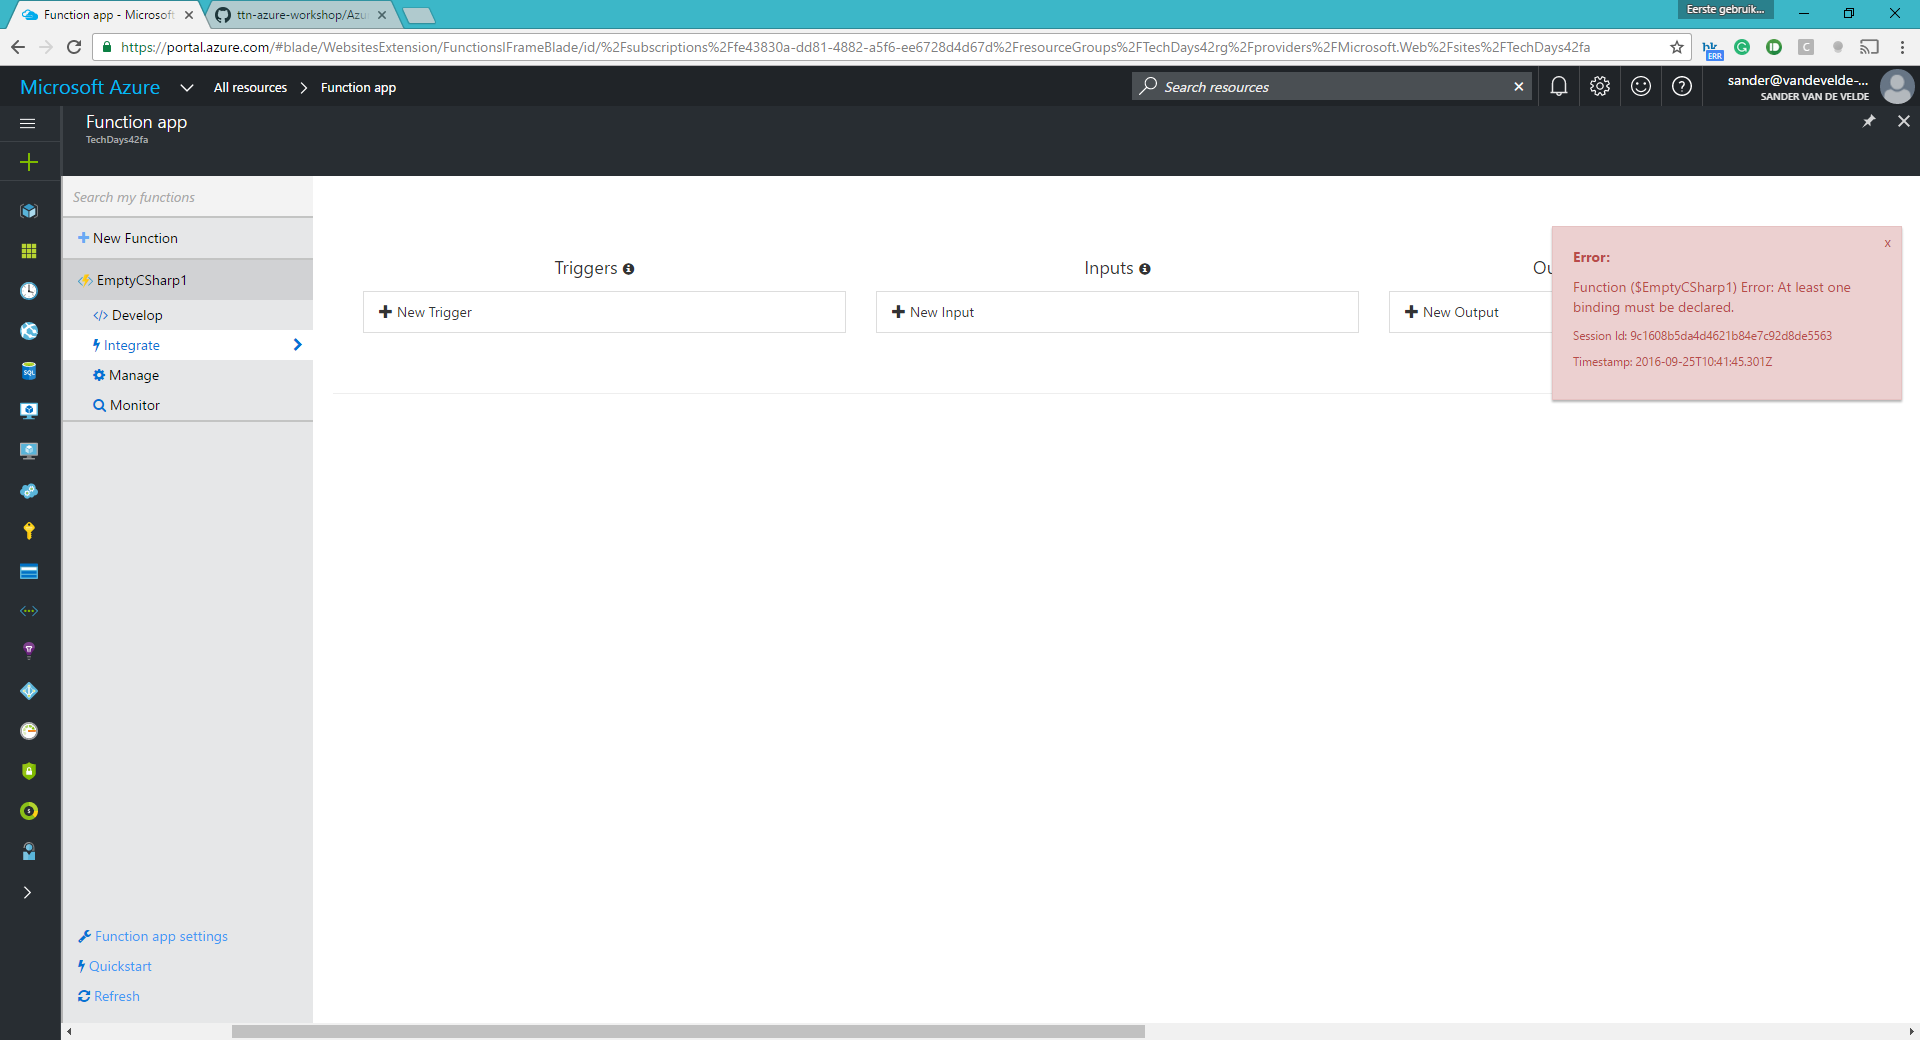 Function app - Microsoft
ttn-azure-workshop/Azu
Eerste gebruik...
https://portal.azure.com/#blade/WebsitesExtension/FunctionsIFrameBlade/id/%2Fsubscriptions%2Ffe43830a-dd81-4882-a5f6-ee6728d4d67d%2FresourceGroups%2FTechDays42rg%2Fproviders%2FMicrosoft.Web%2Fsites%2FTechDays42fa
ERR
Microsoft Azure
All resources
Function app
Search resources
sander@vandevelde-...
SANDER VAN DE VELDE
Function app
TechDays42fa
Search my functions
New Function
EmptyCSharp1
Develop
Integrate
Manage
Monitor
Triggers
New Trigger
Inputs
New Input
Ou
New Output
x
Error:
Function ($EmptyCSharp1) Error: At least one
binding must be declared.
Session Id: 9c1608b5da4d4621b84e7c92d8de5563
Timestamp: 2016-09-25T10:41:45.301Z
Function app settings
Quickstart
Refresh